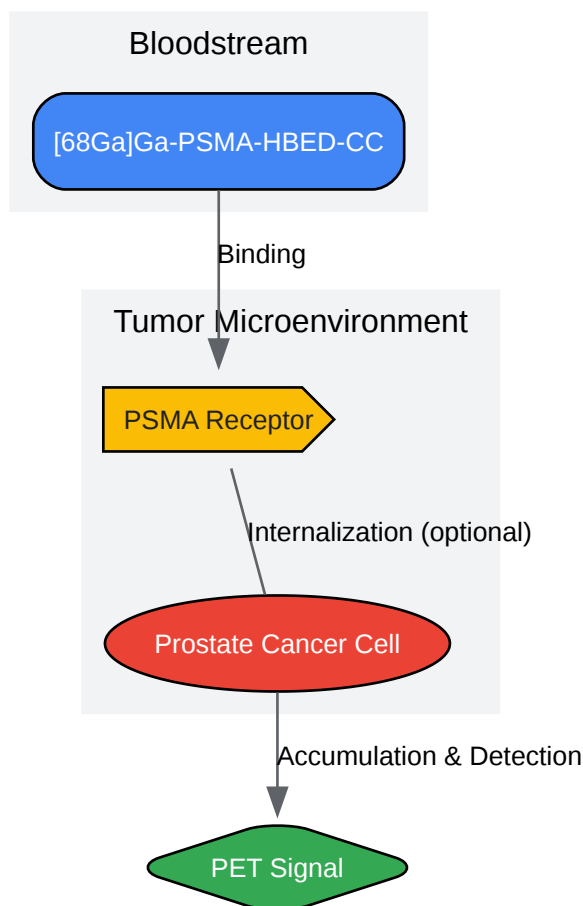 Bloodstream
[68Ga]Ga-PSMA-HBED-CC
Binding
Tumor Microenvironment
PSMA Receptor
Internalization (optional)
Prostate Cancer Cell
Accumulation & Detection
PET Signal